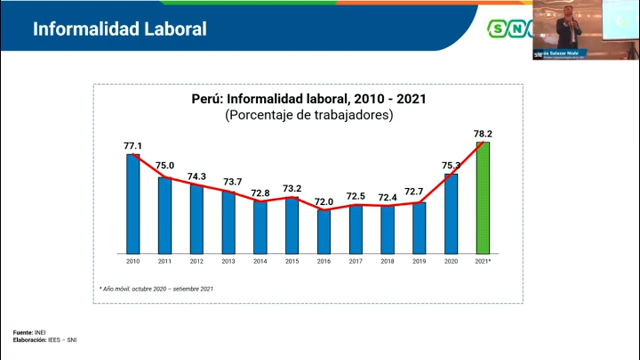 Informalidad Laboral
SNI
Salazar Niño
Perú: Informalidad laboral, 2010 - 2021
(Porcentaje de trabajadores)
77.1 75.0 74.3 73.7 72.8 73.2 72.0 72.5 72.4 72.7 75.3 78.2
2010 2011 2012 2013 2014 2015 2016 2017 2018 2019 2020 2021*
* Año móvil: octubre 2020 – setiembre 2021
Fuente: INEI
Elaboración: IEES – SNI